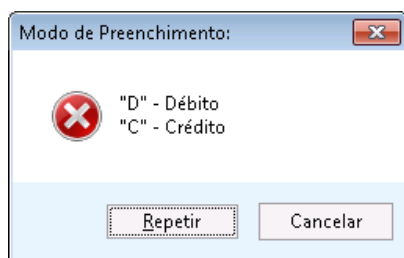 Modo de Preenchimento:
"D" - Débito
"C" - Crédito
Repetir
Cancelar